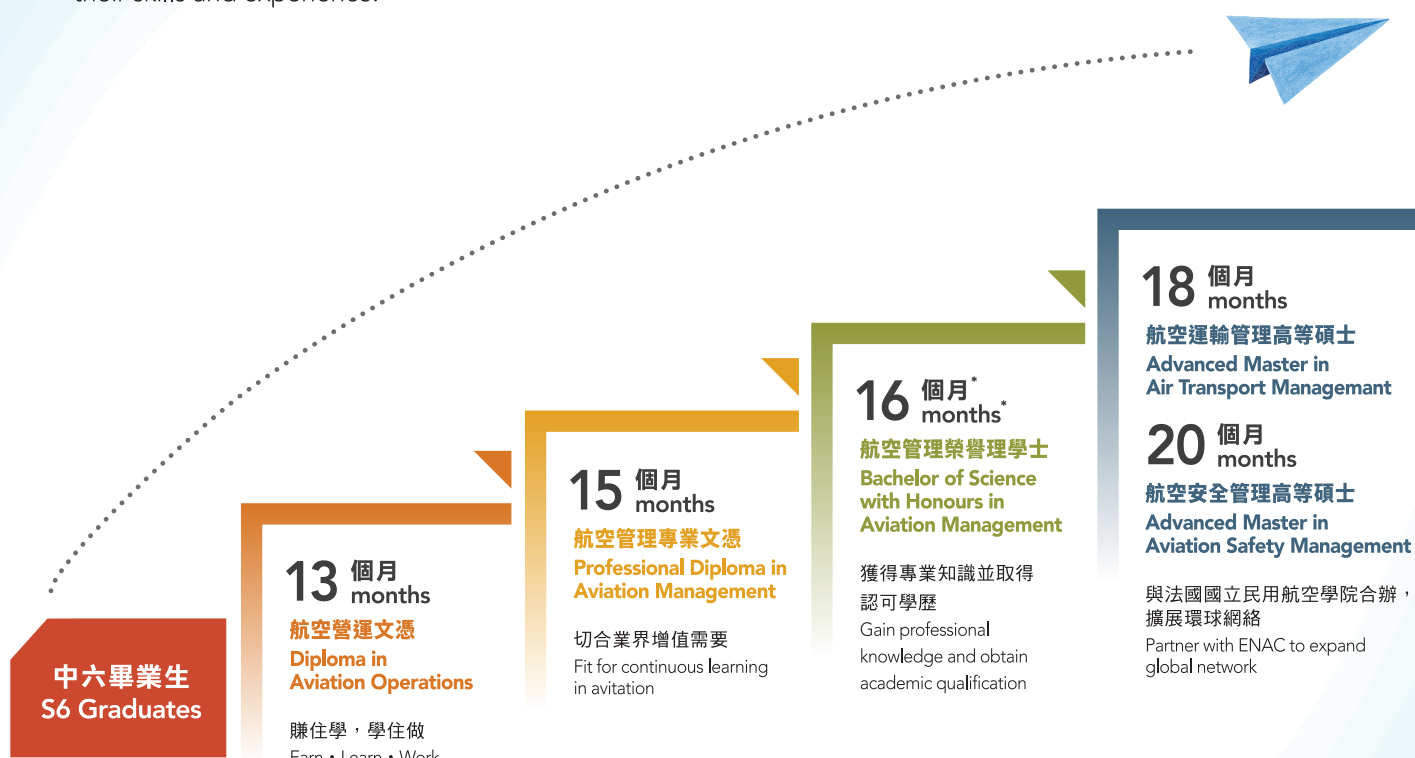 their skills and experience.
18 個月
months
航空運輸管理高等碩士
Advanced Master in
Air Transport Managemant
20 個月
months
航空安全管理高等碩士
Advanced Master in
Aviation Safety Management
與法國國立民用航空學院合辦，
擴展環球網絡
Partner with ENAC to expand
global network
16 個月*
months*
航空管理榮譽理學士
Bachelor of Science
with Honours in
Aviation Management
獲得專業知識並取得
認可學歷
Gain professional
knowledge and obtain
academic qualification
15 個月
months
航空管理專業文憑
Professional Diploma in
Aviation Management
切合業界增值需要
Fit for continuous learning
in avitation
13 個月
months
航空營運文憑
Diploma in
Aviation Operations
賺住學，學住做
Earn • Learn • Work
中六畢業生
S6 Graduates